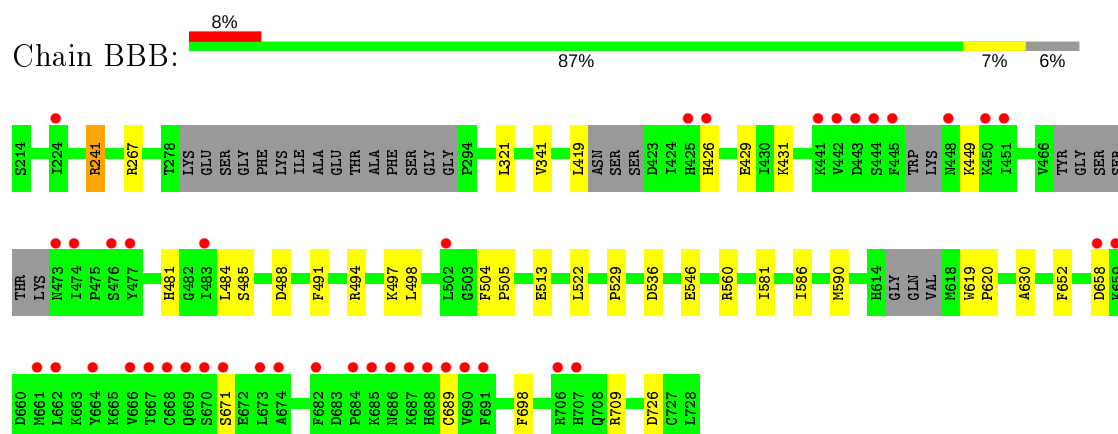 8%
Chain BBB:
87% 7% 6%
S214 I224 R241 R267 T278 LYS GLU SER GLY PHE LYS ILE ALA GLU THR ALA PHE SER GLY GLY P294 L321 V341 L419 ASN SER SER D423 I424 H425 H426 E429 I430 K431 K441 V442 D443 S444 F445 TRP LYS N448 K449 K450 I451 V466 TYR GLY SER SER
THR LYS N473 I474 P475 S476 Y477 H481 G482 I483 L484 S485 D488 F491 R494 K497 L498 L502 G503 F504 P505 E513 L522 P529 D536 E546 R560 I581 I586 M590 H614 GLY GLN VAL M618 W619 P620 A630 F652 D658 K659
D660 M661 L662 K663 Y664 K665 V666 T667 C668 Q669 S670 S671 E672 L673 A674 F682 D683 P684 K685 N686 K687 H688 C689 V690 F691 F698 R706 H707 Q708 R709 D726 C727 L728